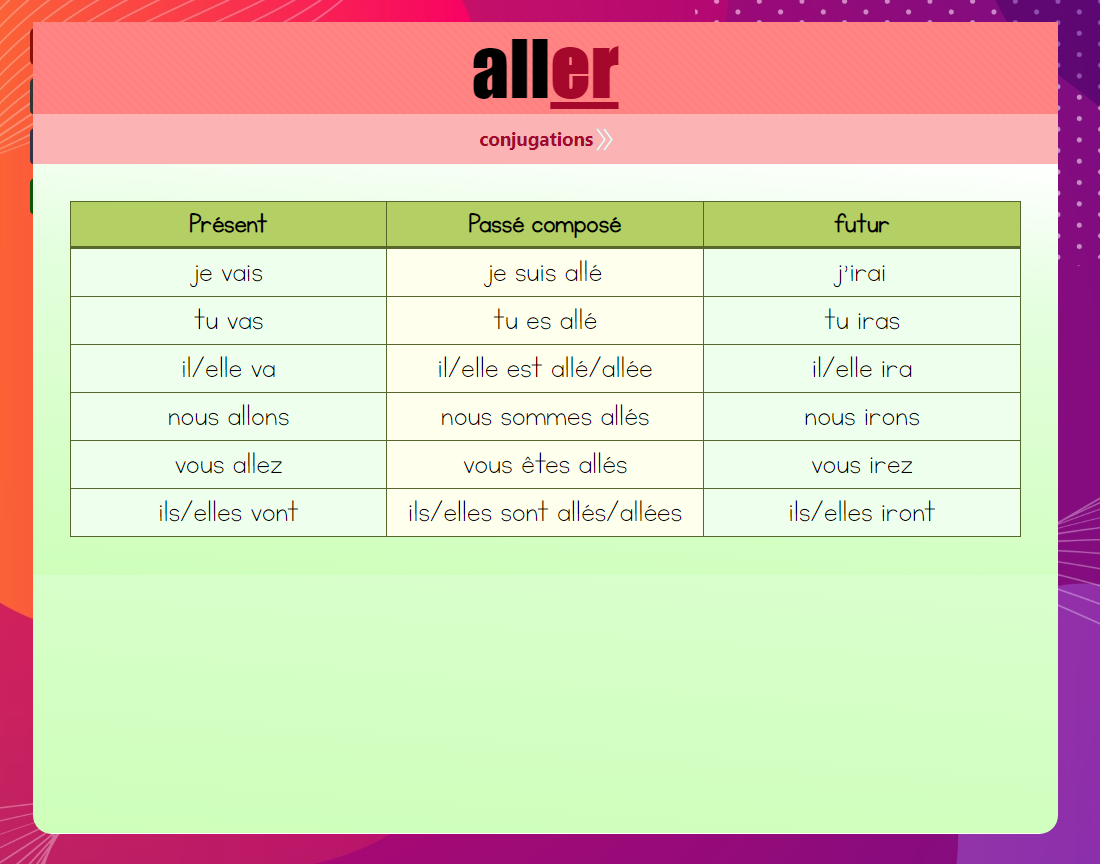 aller
conjugations
Présent Passé composé futur
je vais je suis allé j'irai
tu vas tu es allé tu iras
il/elle va il/elle est allé/allée il/elle ira
nous allons nous sommes allés nous irons
vous allez vous êtes allés vous irez
ils/elles vont ils/elles sont allés/allées ils/elles iront